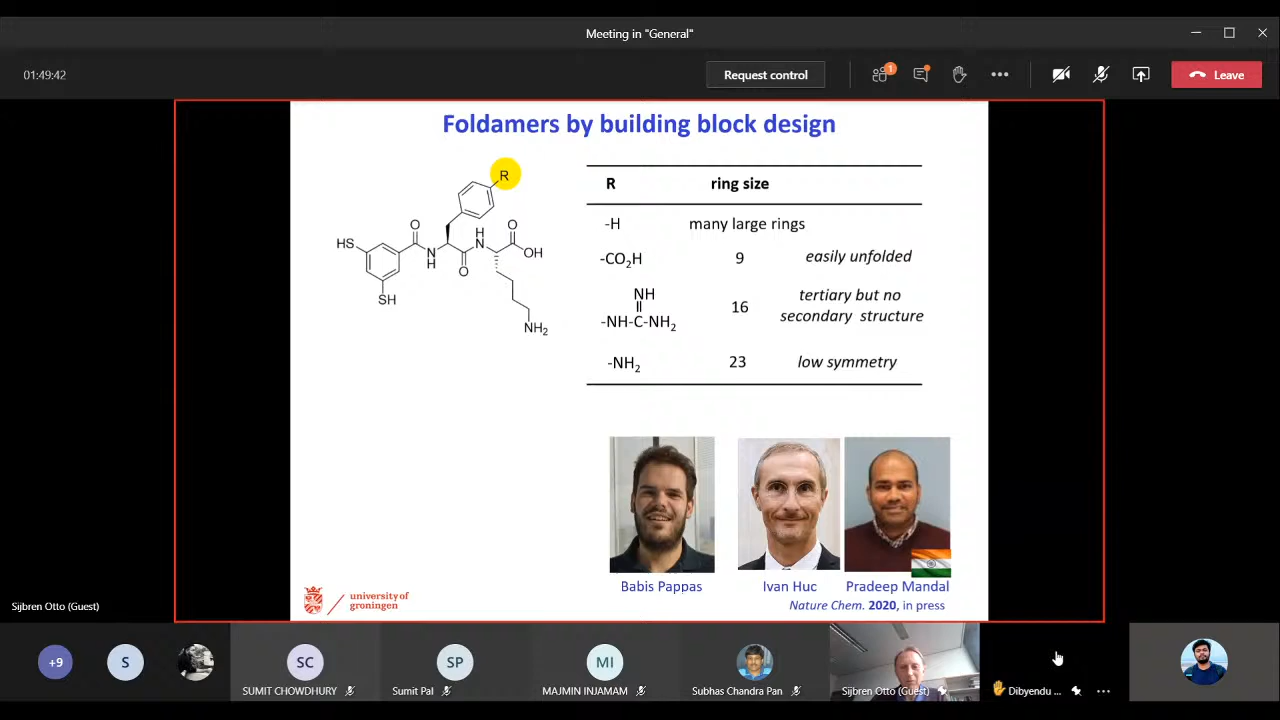 Meeting in "General"
01:49:42
1
Request control
Leave
Foldamers by building block design
R
O
O
H
N
HS
N
H
OH
O
SH
NH₂
R ring size
-H many large rings
-CO₂H 9 easily unfolded
NH
||
-NH-C-NH₂
16
tertiary but no
secondary structure
-NH₂ 23 low symmetry
Babis Pappas Ivan Huc Pradeep Mandal
Nature Chem. 2020, in press
university of
groningen
Sijbren Otto (Guest)
+9
S
SC
SUMIT CHOWDHURY
SP
Sumit Pal
MI
MAJMIN INJAMAM
Subhas Chandra Pan
Sijbren Otto (Guest)
Dibyendu ...